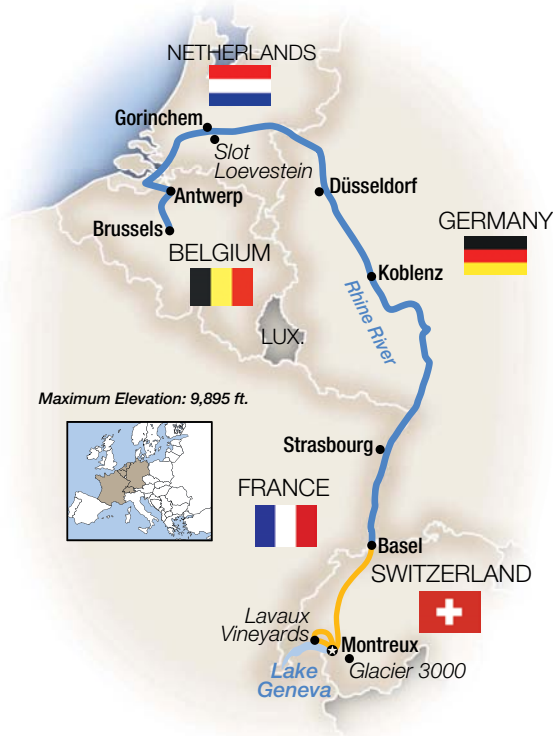 NETHERLANDS
Gorinchem
Slot
Loevestein
Antwerp
Düsseldorf
Brussels
BELGIUM
GERMANY
Koblenz
Rhine River
LUX.
Maximum Elevation: 9,895 ft.
Strasbourg
FRANCE
Basel
SWITZERLAND
Lavaux
Vineyards
Montreux
Glacier 3000
Lake
Geneva